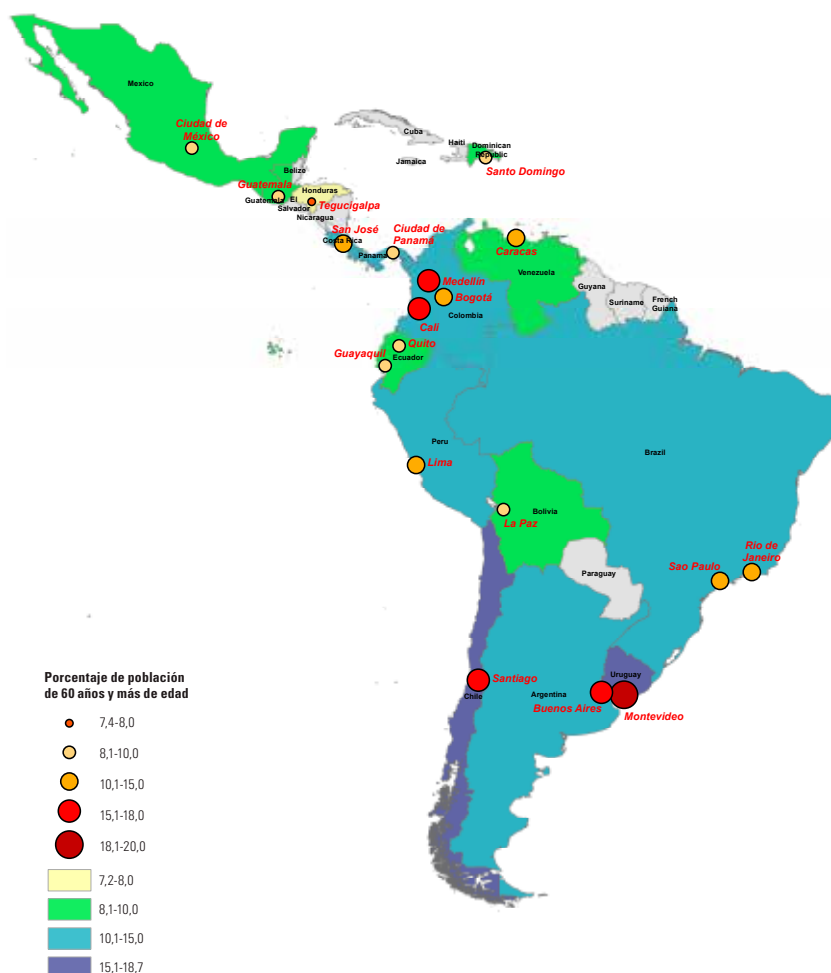 Mexico
Ciudad de
México
Cuba
Haiti
Dominican
Republic
Jamaica
Santo Domingo
Belize
Guatemala
Honduras
Guatemala
El
Salvador
Tegucigalpa
Nicaragua
San José
Costa Rica
Ciudad de
Panamá
Panama
Caracas
Venezuela
Guyana
Suriname
French
Guiana
Medellín
Bogotá
Cali
Colombia
Quito
Guayaquil
Ecuador
Peru
Brazil
Lima
Bolivia
La Paz
Rio de
Janeiro
Sao Paulo
Paraguay
Santiago
Uruguay
Chile
Argentina
Buenos Aires
Montevideo
Porcentaje de población
de 60 años y más de edad
7,4-8,0
8,1-10,0
10,1-15,0
15,1-18,0
18,1-20,0
7,2-8,0
8,1-10,0
10,1-15,0
15,1-18,7